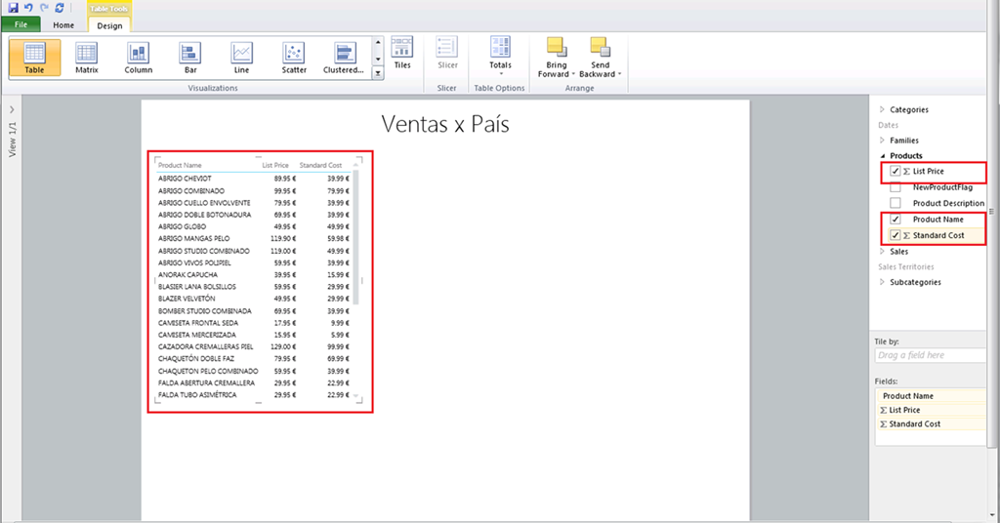 Table Tools
File Home Design
Table Matrix Column Bar Line Scatter Clustered... Tiles Slicer Totals Bring Forward Send Backward
Visualizations Slicer Table Options Arrange
View 1/1
Ventas x País
Product Name List Price Standard Cost
ABRIGO CHEVIOT 89.95 € 39.99 €
ABRIGO COMBINADO 99.95 € 79.99 €
ABRIGO CUELLO ENVOLVENTE 79.95 € 39.99 €
ABRIGO DOBLE BOTONADURA 69.95 € 39.99 €
ABRIGO GLOBO 49.95 € 49.99 €
ABRIGO MANGAS PELO 119.90 € 59.98 €
ABRIGO STUDIO COMBINADO 119.00 € 49.99 €
ABRIGO VIVOS POLIPIEL 59.95 € 39.99 €
ANORAK CAPUCHA 39.95 € 15.99 €
BLASIER LANA BOLSILLOS 59.95 € 29.99 €
BLAZER VELVETÓN 49.95 € 29.99 €
BOMBER STUDIO COMBINADA 69.95 € 39.99 €
CAMISETA FRONTAL SEDA 17.95 € 9.99 €
CAMISETA MERCERIZADA 15.95 € 5.99 €
CAZADORA CREMALLERAS PIEL 129.00 € 99.99 €
CHAQUETÓN DOBLE FAZ 79.95 € 69.99 €
CHAQUETON PELO COMBINADO 59.95 € 39.99 €
FALDA ABERTURA CREMALLERA 29.95 € 22.99 €
FALDA TUBO ASIMÉTRICA 29.95 € 22.99 €
Categories
Dates
Families
Products
Σ List Price
NewProductFlag
Product Description
Product Name
Σ Standard Cost
Sales
Sales Territories
Subcategories
Tile by:
Drag a field here
Fields:
Product Name
Σ List Price
Σ Standard Cost